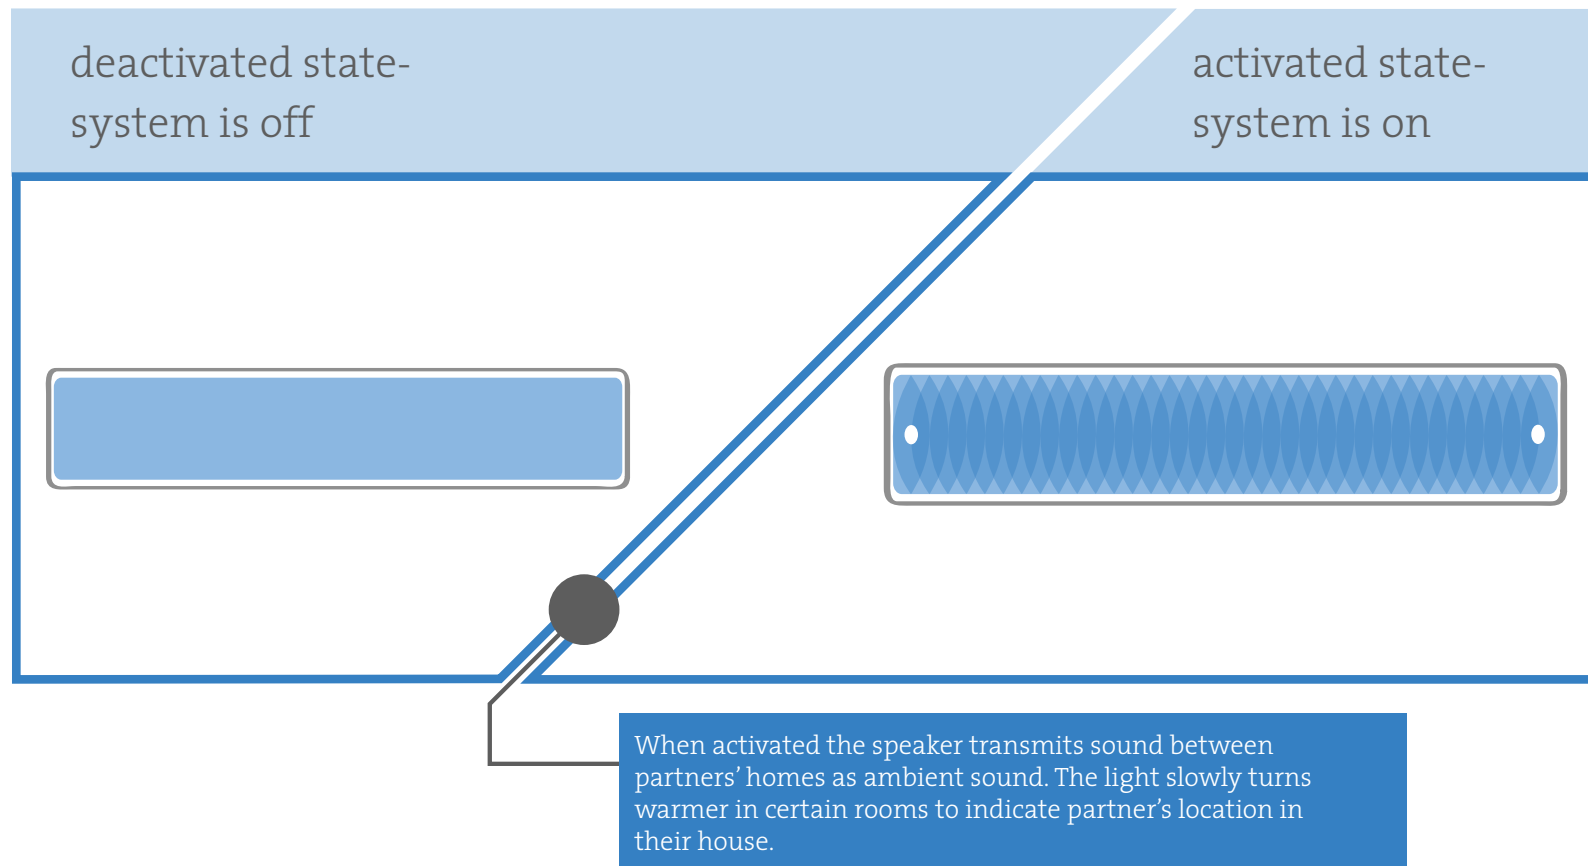 deactivated state-
system is off
activated state-
system is on
When activated the speaker transmits sound between
partners’ homes as ambient sound. The light slowly turns
warmer in certain rooms to indicate partner’s location in
their house.